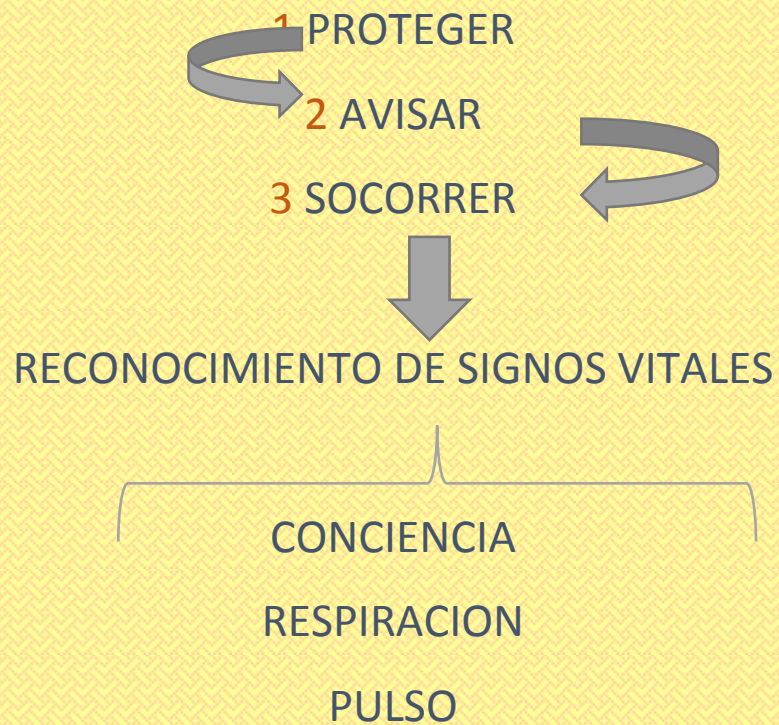 1 PROTEGER
2 AVISAR
3 SOCORRER
RECONOCIMIENTO DE SIGNOS VITALES
CONCIENCIA
RESPIRACION
PULSO